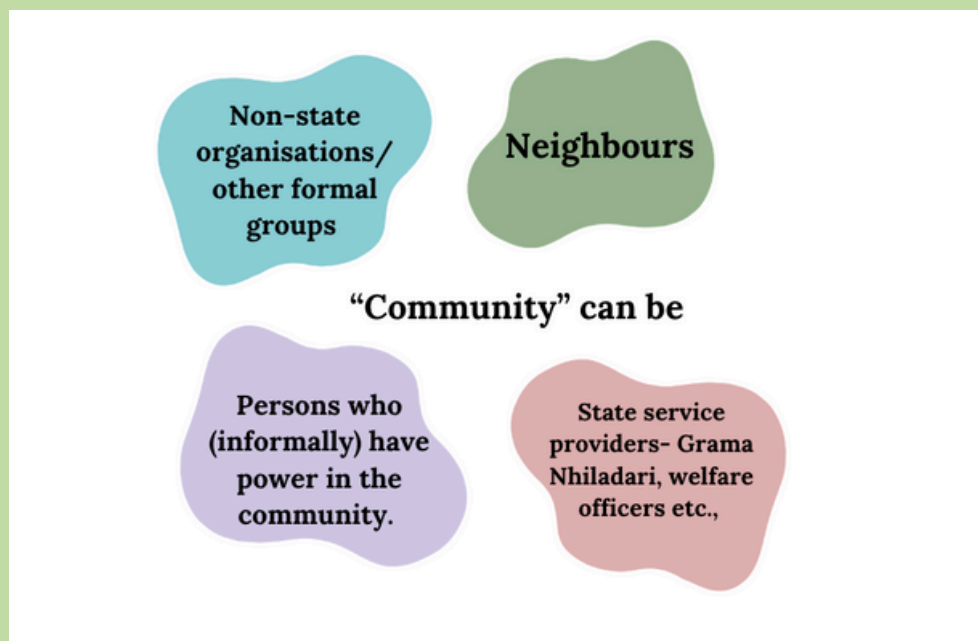 Non-state
organisations/
other formal
groups
Neighbours
“Community” can be
Persons who
(informally) have
power in the
community.
State service
providers- Grama
Nhiladari, welfare
officers etc.,